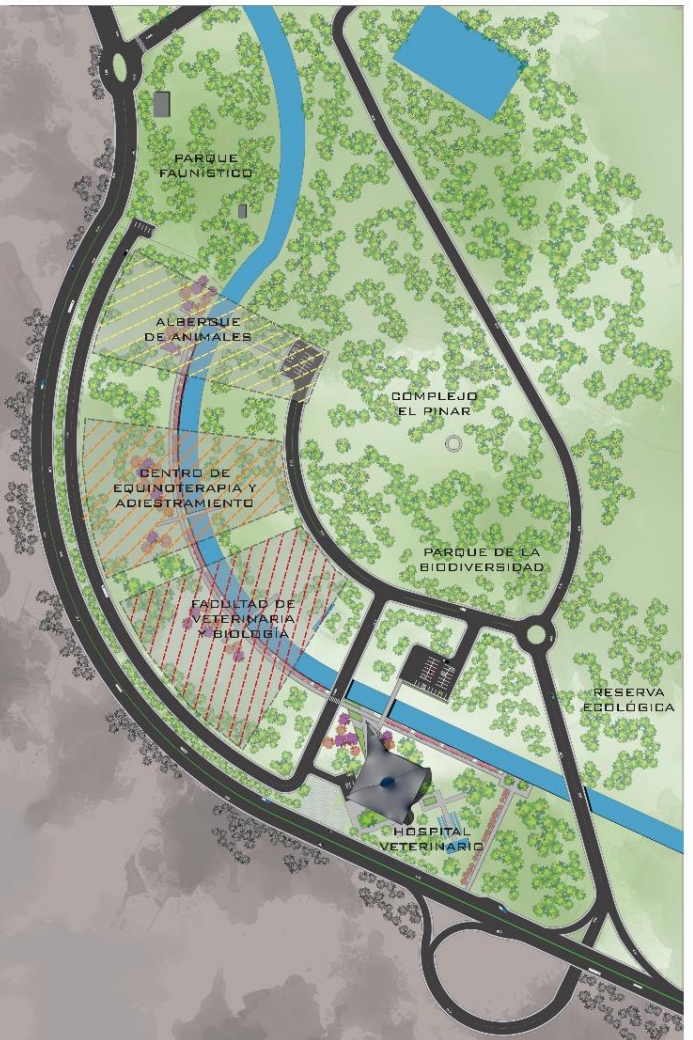 PARQUE
FAUNÍSTICO
ALBERGUE
DE ANIMALES
COMPLEJO
EL PINAR
CENTRO DE
EQUINOTERAPIA Y
ADIESTRAMIENTO
PARQUE DE LA
BIODIVERSIDAD
FACULTAD DE
VETERINARIA
Y BIOLOGÍA
RESERVA
ECOLÓGICA
HOSPITAL
VETERINARIO